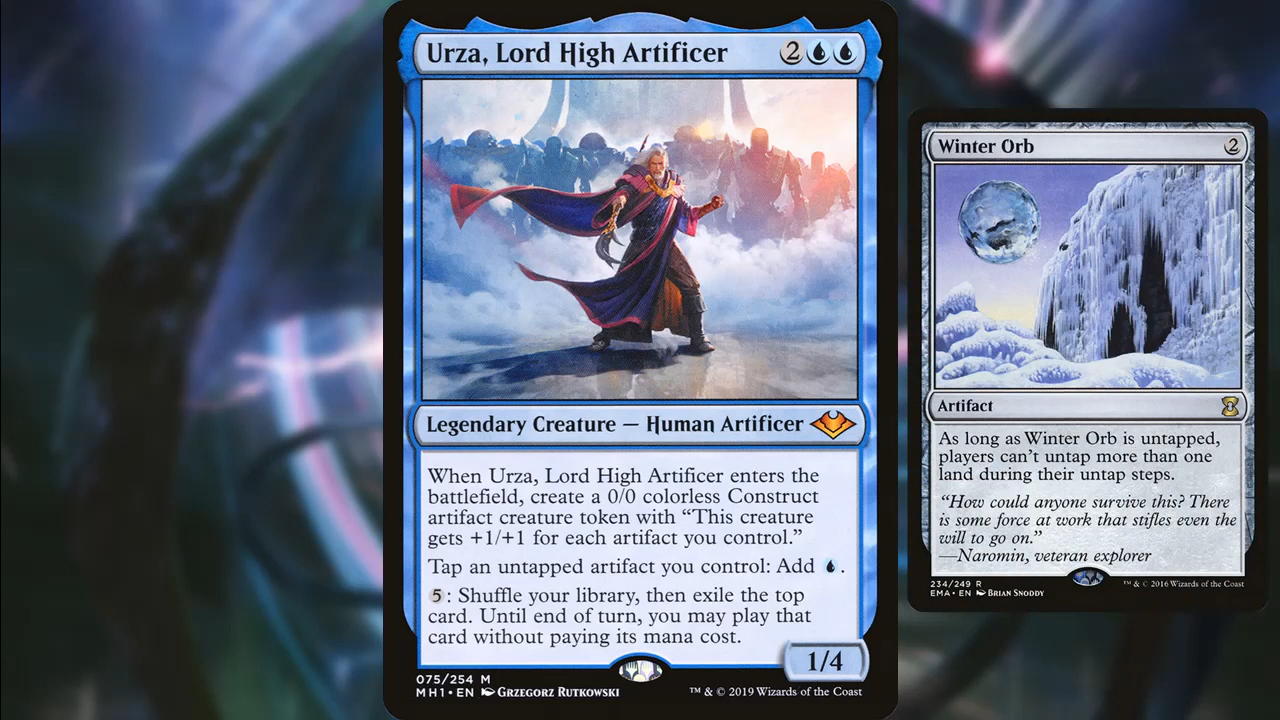 Urza, Lord High Artificer 2
Legendary Creature — Human Artificer
When Urza, Lord High Artificer enters the
battlefield, create a 0/0 colorless Construct
artifact creature token with “This creature
gets +1/+1 for each artifact you control.”
Tap an untapped artifact you control: Add .
5: Shuffle your library, then exile the top
card. Until end of turn, you may play that
card without paying its mana cost.
1/4
075/254 M
MH1 • EN Grzegorz Rutkowski
™ & © 2019 Wizards of the Coast
Winter Orb 2
Artifact
As long as Winter Orb is untapped,
players can’t untap more than one
land during their untap steps.
“How could anyone survive this? There
is some force at work that stifles even the
will to go on.”
—Naromin, veteran explorer
234/249 R
EMA • EN Brian Snoddy
™ & © 2016 Wizards of the Coast